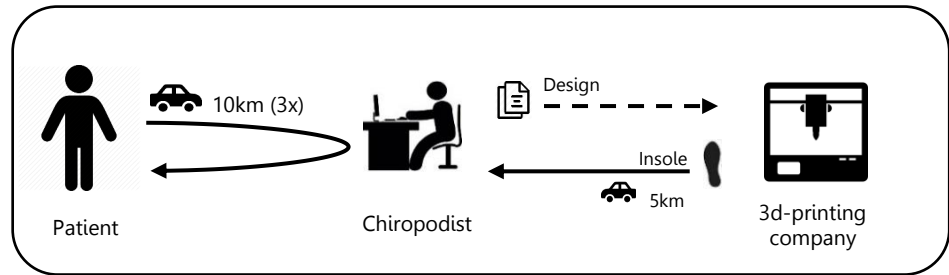 10km (3x)
Design
Insole
5km
Patient
Chiropodist
3d-printing
company